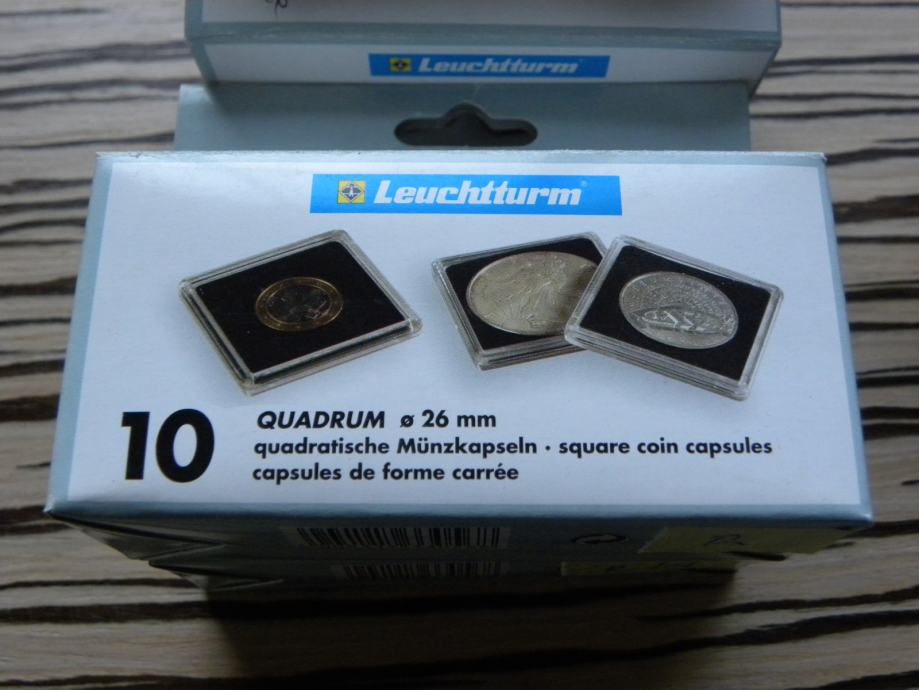 Leuchtturm
Leuchtturm
10
QUADRUM ø 26 mm
quadratische Münzkapseln · square coin capsules
capsules de forme carrée